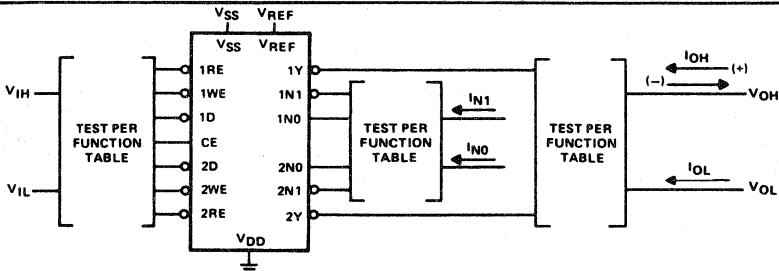 VSS VREF
VSS VREF
VIH
VIL
TEST PER
FUNCTION
TABLE
1RE
1WE
1D
CE
2D
2WE
2RE
1Y
1N1
1N0
2N0
2N1
2Y
VDD
TEST PER
FUNCTION
TABLE
IN1
IN0
TEST PER
FUNCTION
TABLE
IOH
(+)
(−)
VOH
IOL
VOL